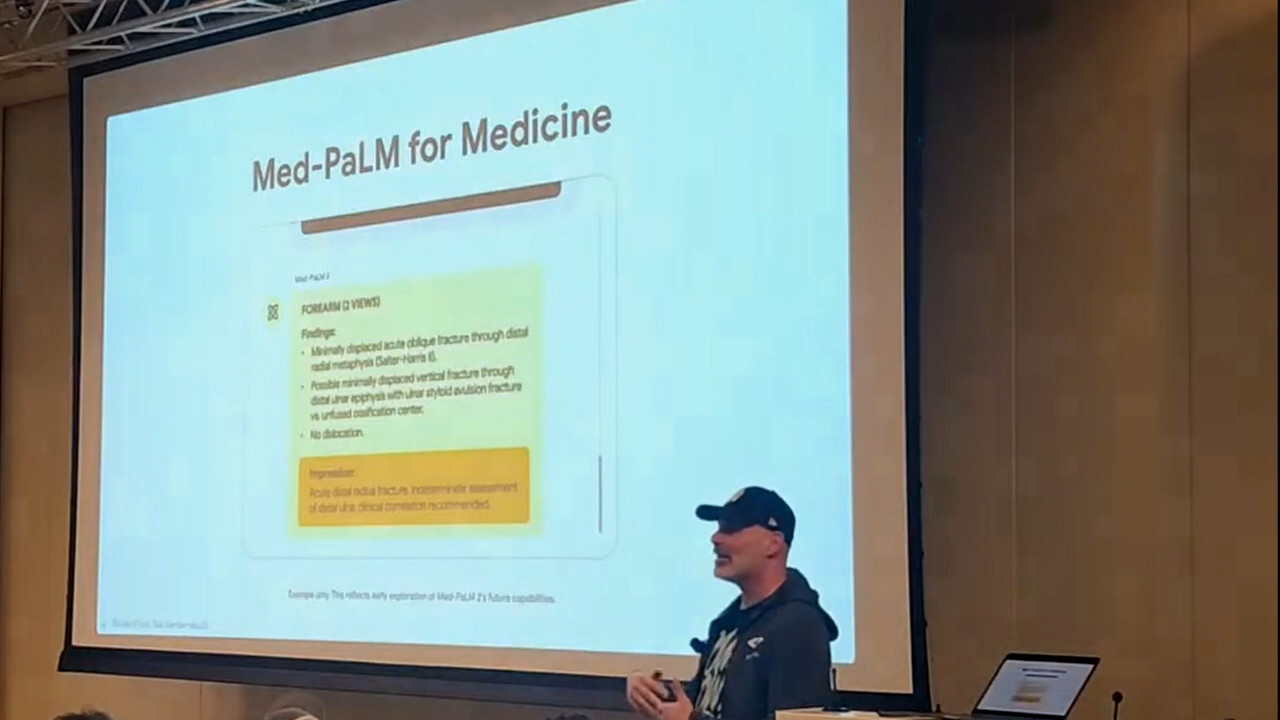 Med-PaLM for Medicine
Med-PaLM 2
FOREARM (2 VIEWS)
Findings:
• Minimally displaced acute oblique fracture through distal
radial metaphysis (Salter-Harris II).
• Possible minimally displaced vertical fracture through
distal ulnar epiphysis with ulnar styloid avulsion fracture
vs. unfused ossification center.
• No dislocation.
Impression:
Acute distal radius fracture. Indeterminate assessment
of distal ulna; clinical correlation recommended.
Example only. This reflects early exploration of Med-PaLM 2's future capabilities.